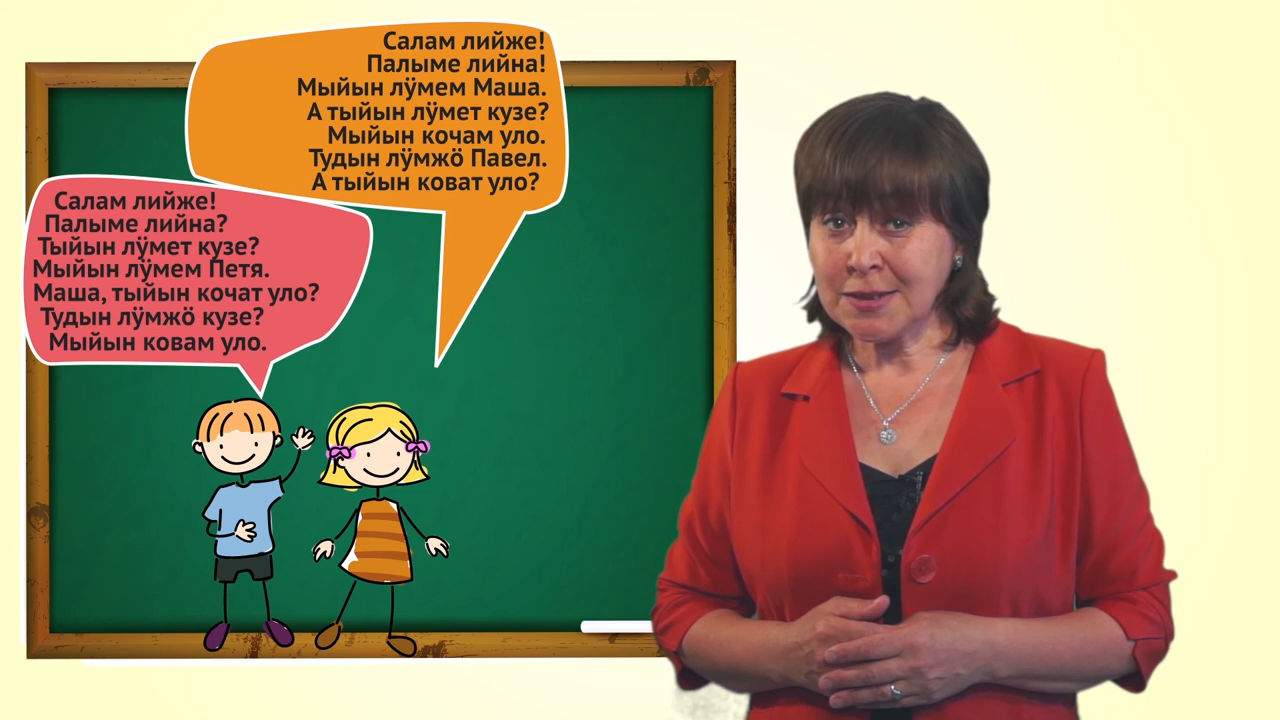 Салам лийже!
Палыме лийна!
Мыйын лӱмем Маша.
А тыйын лӱмет кузе?
Мыйын кочам уло.
Тудын лӱмжӧ Павел.
А тыйын коват уло?
Салам лийже!
Палыме лийна?
Тыйын лӱмет кузе?
Мыйын лӱмем Петя.
Маша, тыйын кочат уло?
Тудын лӱмжӧ кузе?
Мыйын ковам уло.